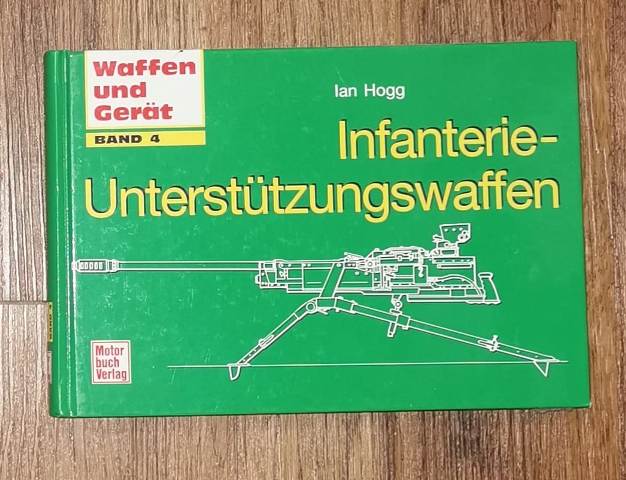 Waffen
und
Gerät
BAND 4
Ian Hogg
Infanterie-
Unterstützungswaffen
Motor
buch
Verlag